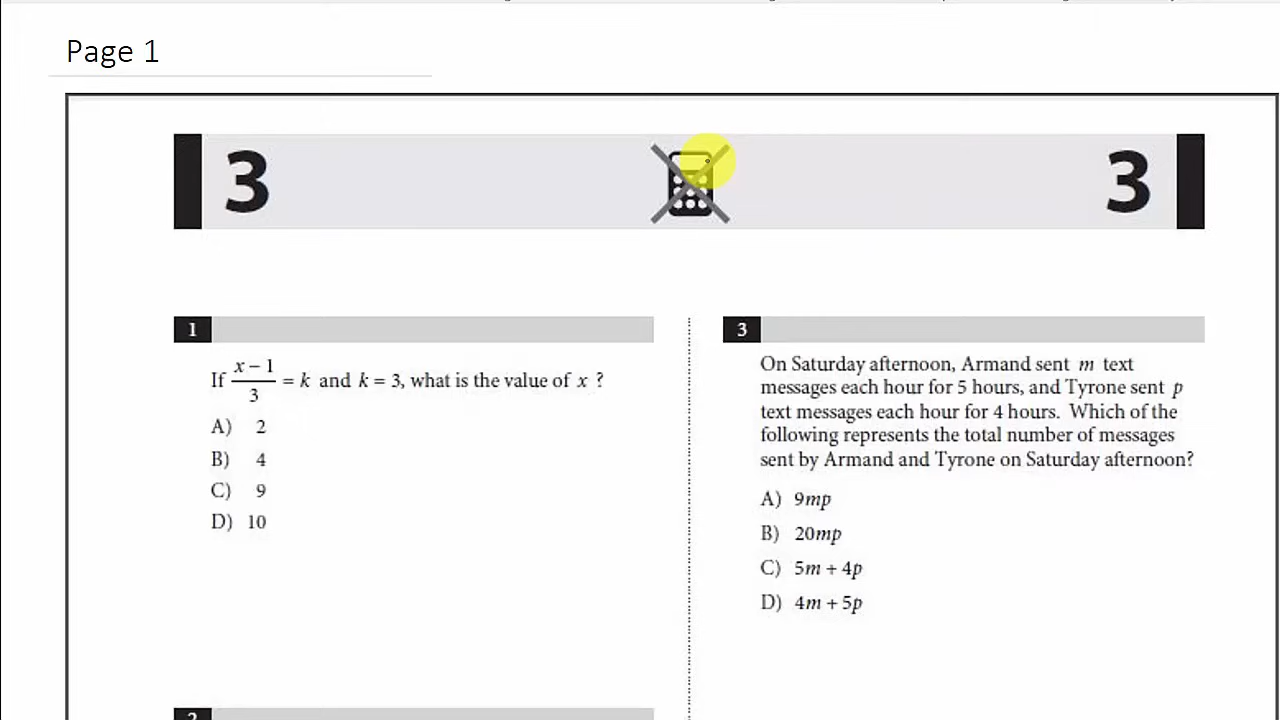 Page 1
3 3
1
If x − 1 / 3 = k and k = 3, what is the value of x ?
A) 2
B) 4
C) 9
D) 10
2
3
On Saturday afternoon, Armand sent m text
messages each hour for 5 hours, and Tyrone sent p
text messages each hour for 4 hours. Which of the
following represents the total number of messages
sent by Armand and Tyrone on Saturday afternoon?
A) 9mp
B) 20mp
C) 5m + 4p
D) 4m + 5p